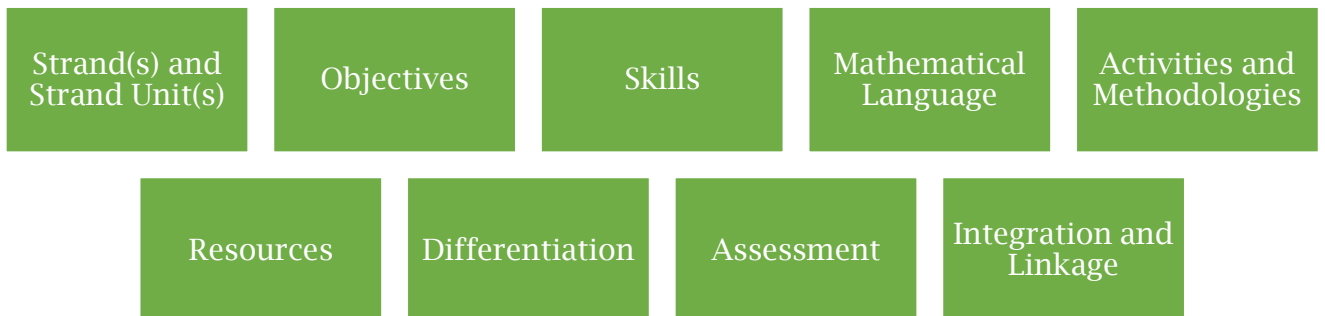 Strand(s) and
Strand Unit(s)
Objectives
Skills
Mathematical
Language
Activities and
Methodologies
Resources
Differentiation
Assessment
Integration and
Linkage